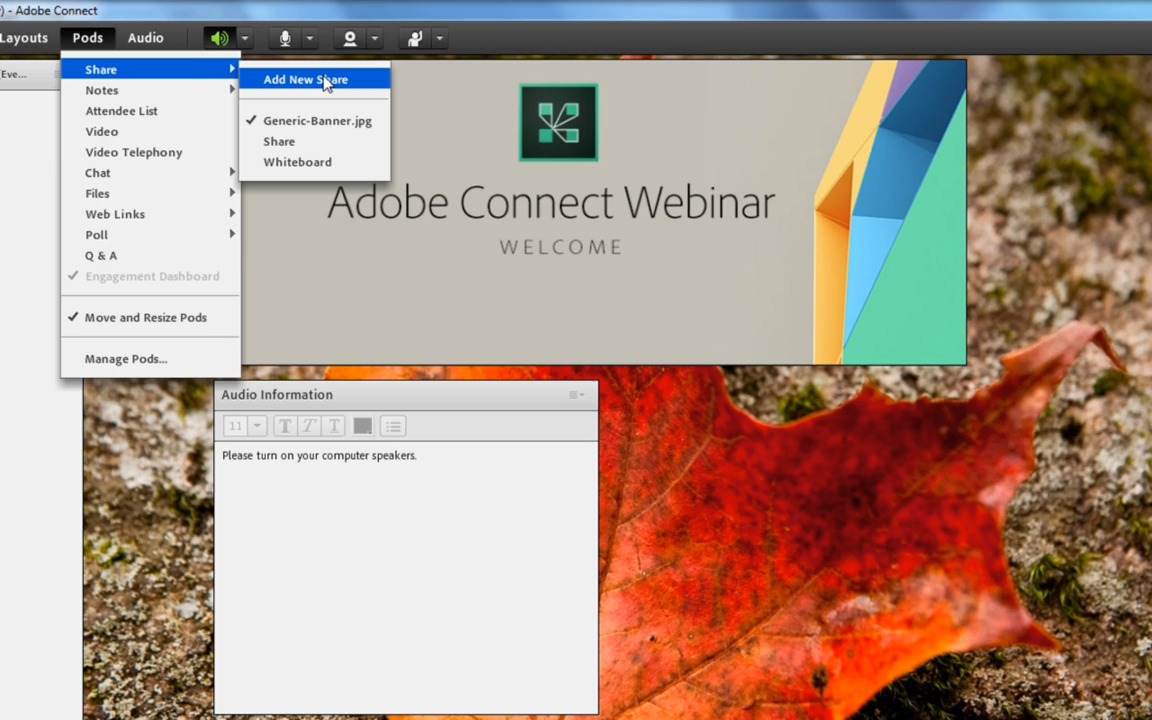 ) - Adobe Connect
Layouts Pods Audio
Eve...
Share
Notes
Attendee List
Video
Video Telephony
Chat
Files
Web Links
Poll
Q & A
Engagement Dashboard
Move and Resize Pods
Manage Pods...
Add New Share
Generic-Banner.jpg
Share
Whiteboard
Adobe Connect Webinar
WELCOME
Audio Information
11 T T T
Please turn on your computer speakers.